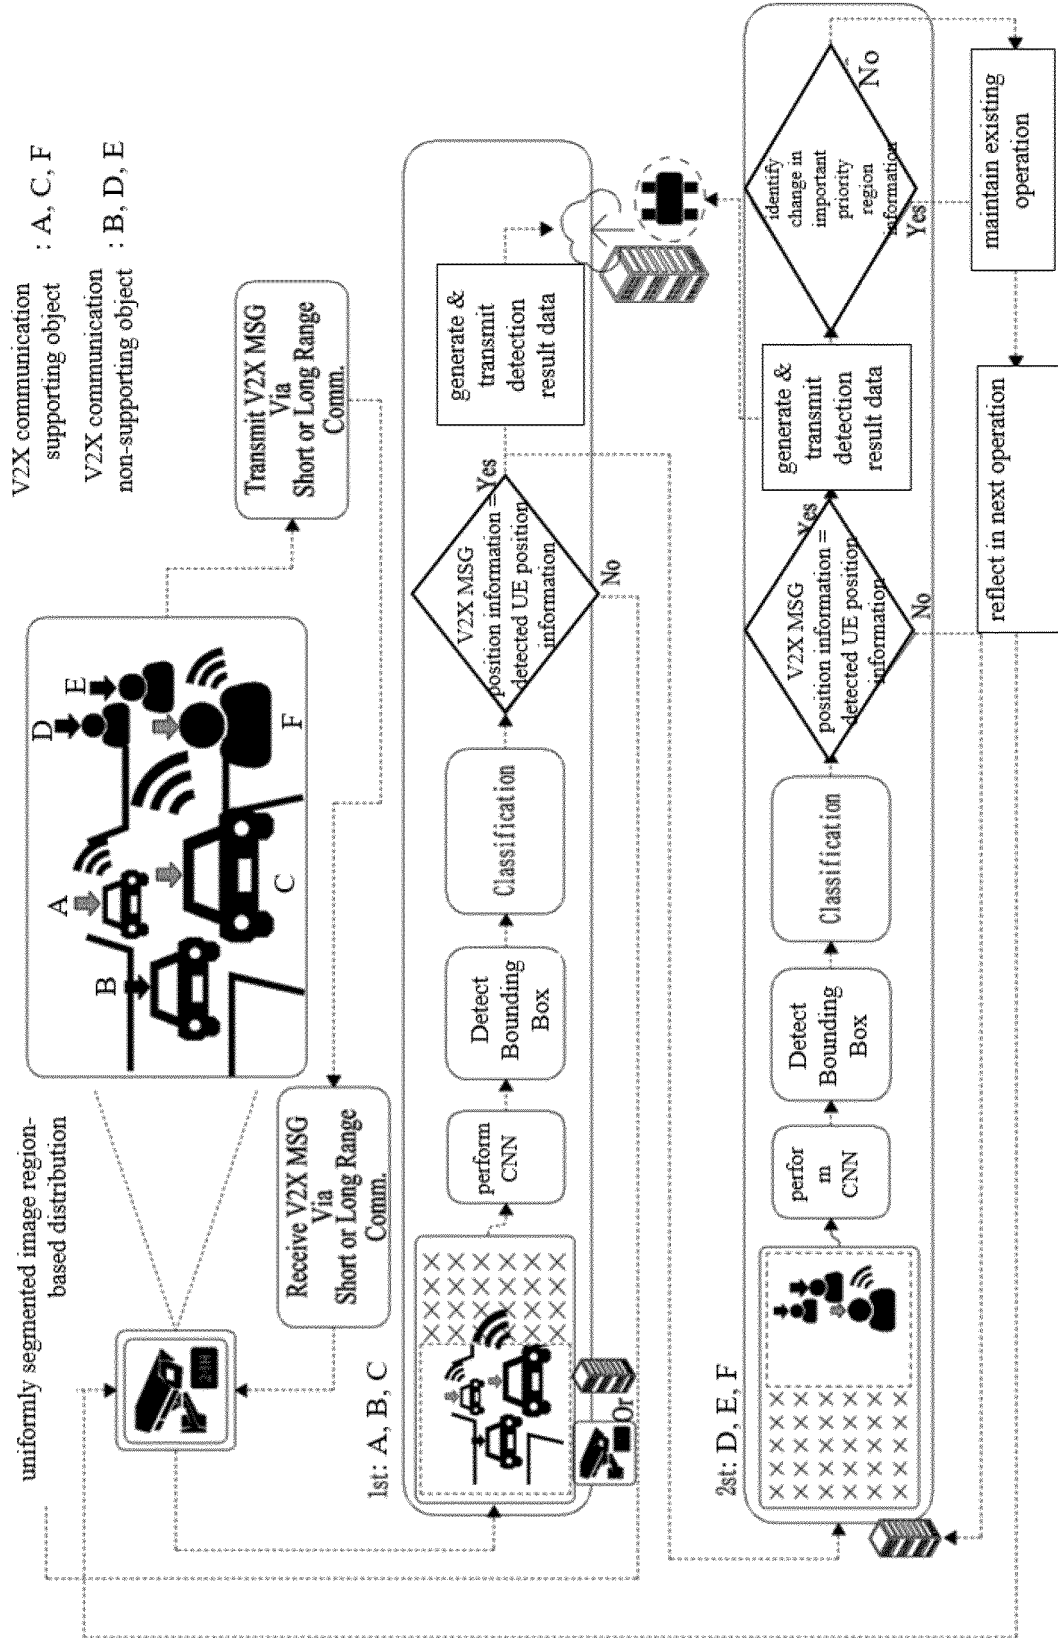 uniformly segmented image region-
based distribution
V2X communication
supporting object
: A, C, F
V2X communication
non-supporting object
: B, D, E
A
B
C
D
E
F
Transmit V2X MSG
Via
Short or Long Range
Comm.
Receive V2X MSG
Via
Short or Long Range
Comm.
1st: A, B, C
Or
perform
CNN
Detect
Bounding
Box
Classification
V2X MSG
position information =
detected UE position
information
Yes
No
generate &
transmit
detection
result data
2st: D, E, F
perfor
m
CNN
Detect
Bounding
Box
Classification
V2X MSG
position information =
detected UE position
information
Yes
No
generate &
transmit
detection
result data
identify
change in
important
priority
region
information
Yes
No
maintain existing
operation
reflect in next operation